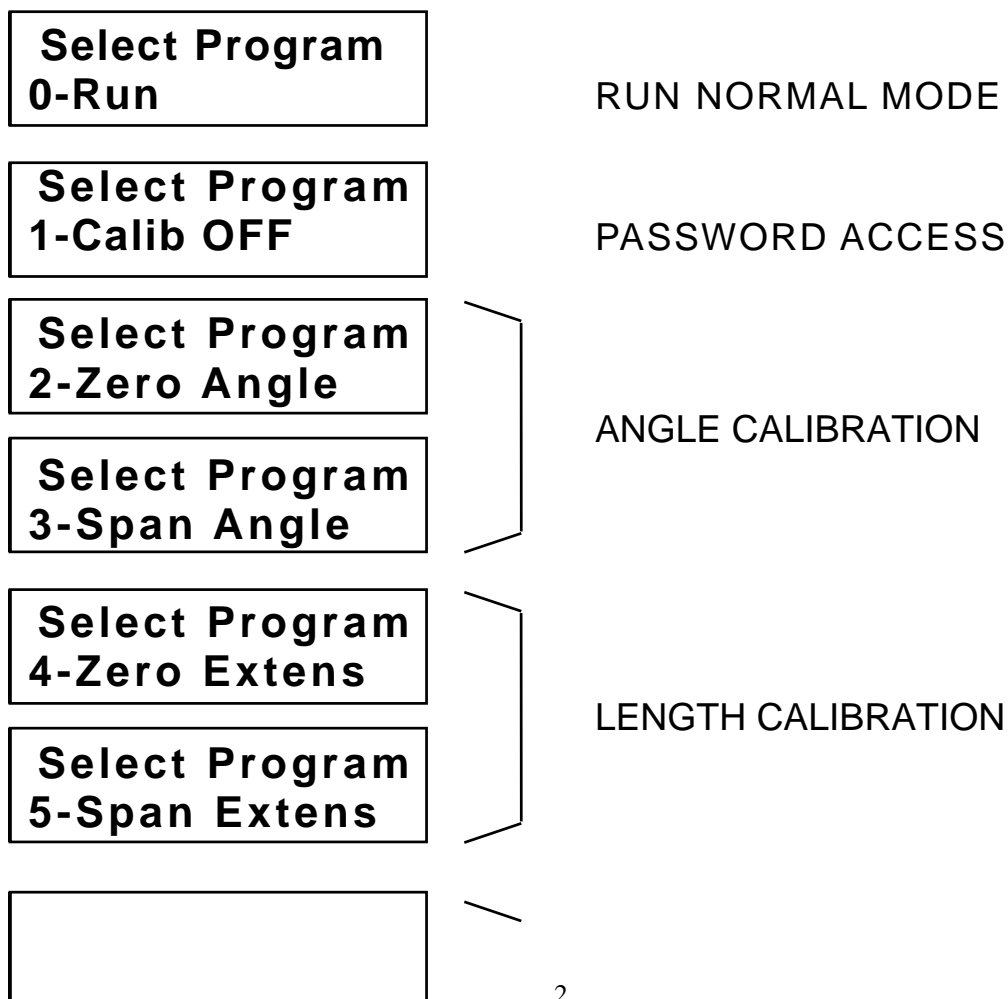 Select Program
0-Run
RUN NORMAL MODE
Select Program
1-Calib OFF
PASSWORD ACCESS
Select Program
2-Zero Angle
Select Program
3-Span Angle
ANGLE CALIBRATION
Select Program
4-Zero Extens
Select Program
5-Span Extens
LENGTH CALIBRATION
2